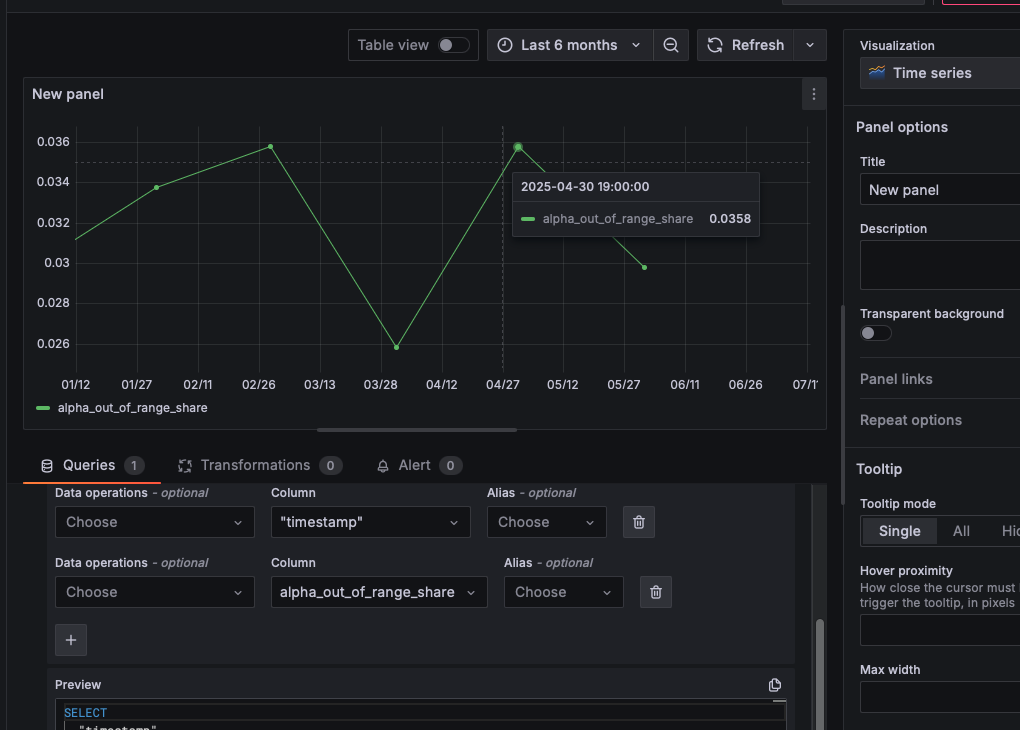 Table view
Last 6 months
Refresh
New panel
0.036
0.034
0.032
0.03
0.028
0.026
2025-04-30 19:00:00
alpha_out_of_range_share 0.0358
01/12 01/27 02/11 02/26 03/13 03/28 04/12 04/27 05/12 05/27 06/11 06/26
alpha_out_of_range_share
Queries 1 Transformations 0 Alert 0
Data operations - optional Column Alias - optional
Choose "timestamp" Choose
Data operations - optional Column Alias - optional
Choose alpha_out_of_range_share Choose
+
Preview
SELECT
"timestamp"
Visualization
Time series
Panel options
Title
New panel
Description
Transparent background
Panel links
Repeat options
Tooltip
Tooltip mode
Single All
Hover proximity
How close the cursor must
trigger the tooltip, in pixels
Max width